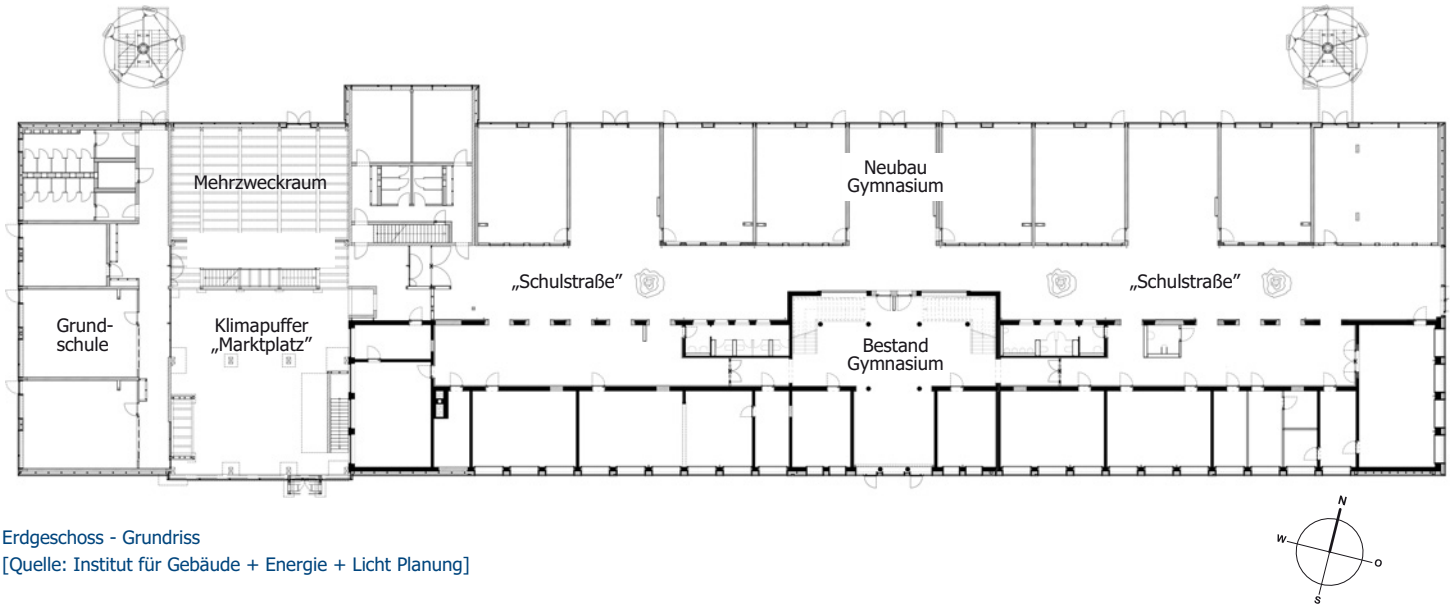 Mehrzweckraum
Neubau
Gymnasium
„Schulstraße”
„Schulstraße”
Grund-
schule
Klimapuffer
„Marktplatz”
Bestand
Gymnasium
Erdgeschoss - Grundriss
[Quelle: Institut für Gebäude + Energie + Licht Planung]
N
W
O
S